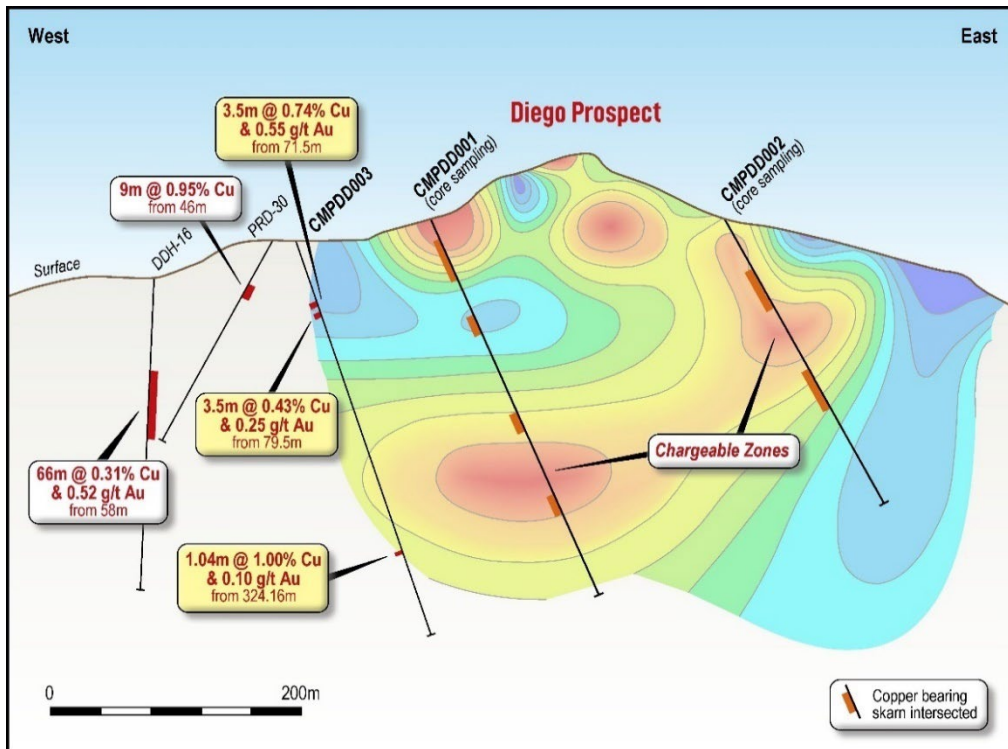 West
East
Diego Prospect
3.5m @ 0.74% Cu
& 0.55 g/t Au
from 71.5m
CMPDD001
(core sampling)
CMPDD002
(core sampling)
9m @ 0.95% Cu
from 46m
CMPDD003
PRD-30
DDH-16
Surface
3.5m @ 0.43% Cu
& 0.25 g/t Au
from 79.5m
Chargeable Zones
66m @ 0.31% Cu
& 0.52 g/t Au
from 58m
1.04m @ 1.00% Cu
& 0.10 g/t Au
from 324.16m
0
200m
Copper bearing
skarn intersected